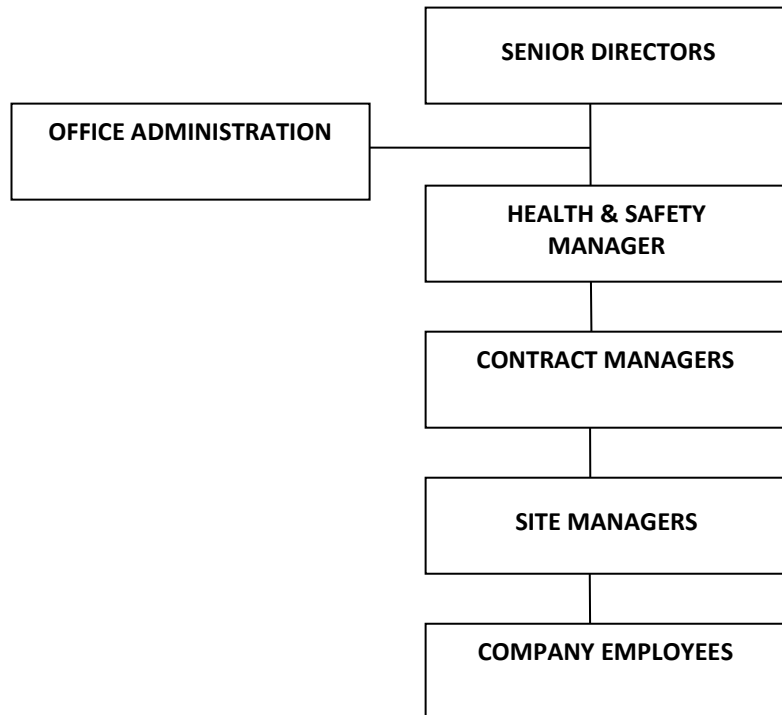 SENIOR DIRECTORS
OFFICE ADMINISTRATION
HEALTH & SAFETY
MANAGER
CONTRACT MANAGERS
SITE MANAGERS
COMPANY EMPLOYEES